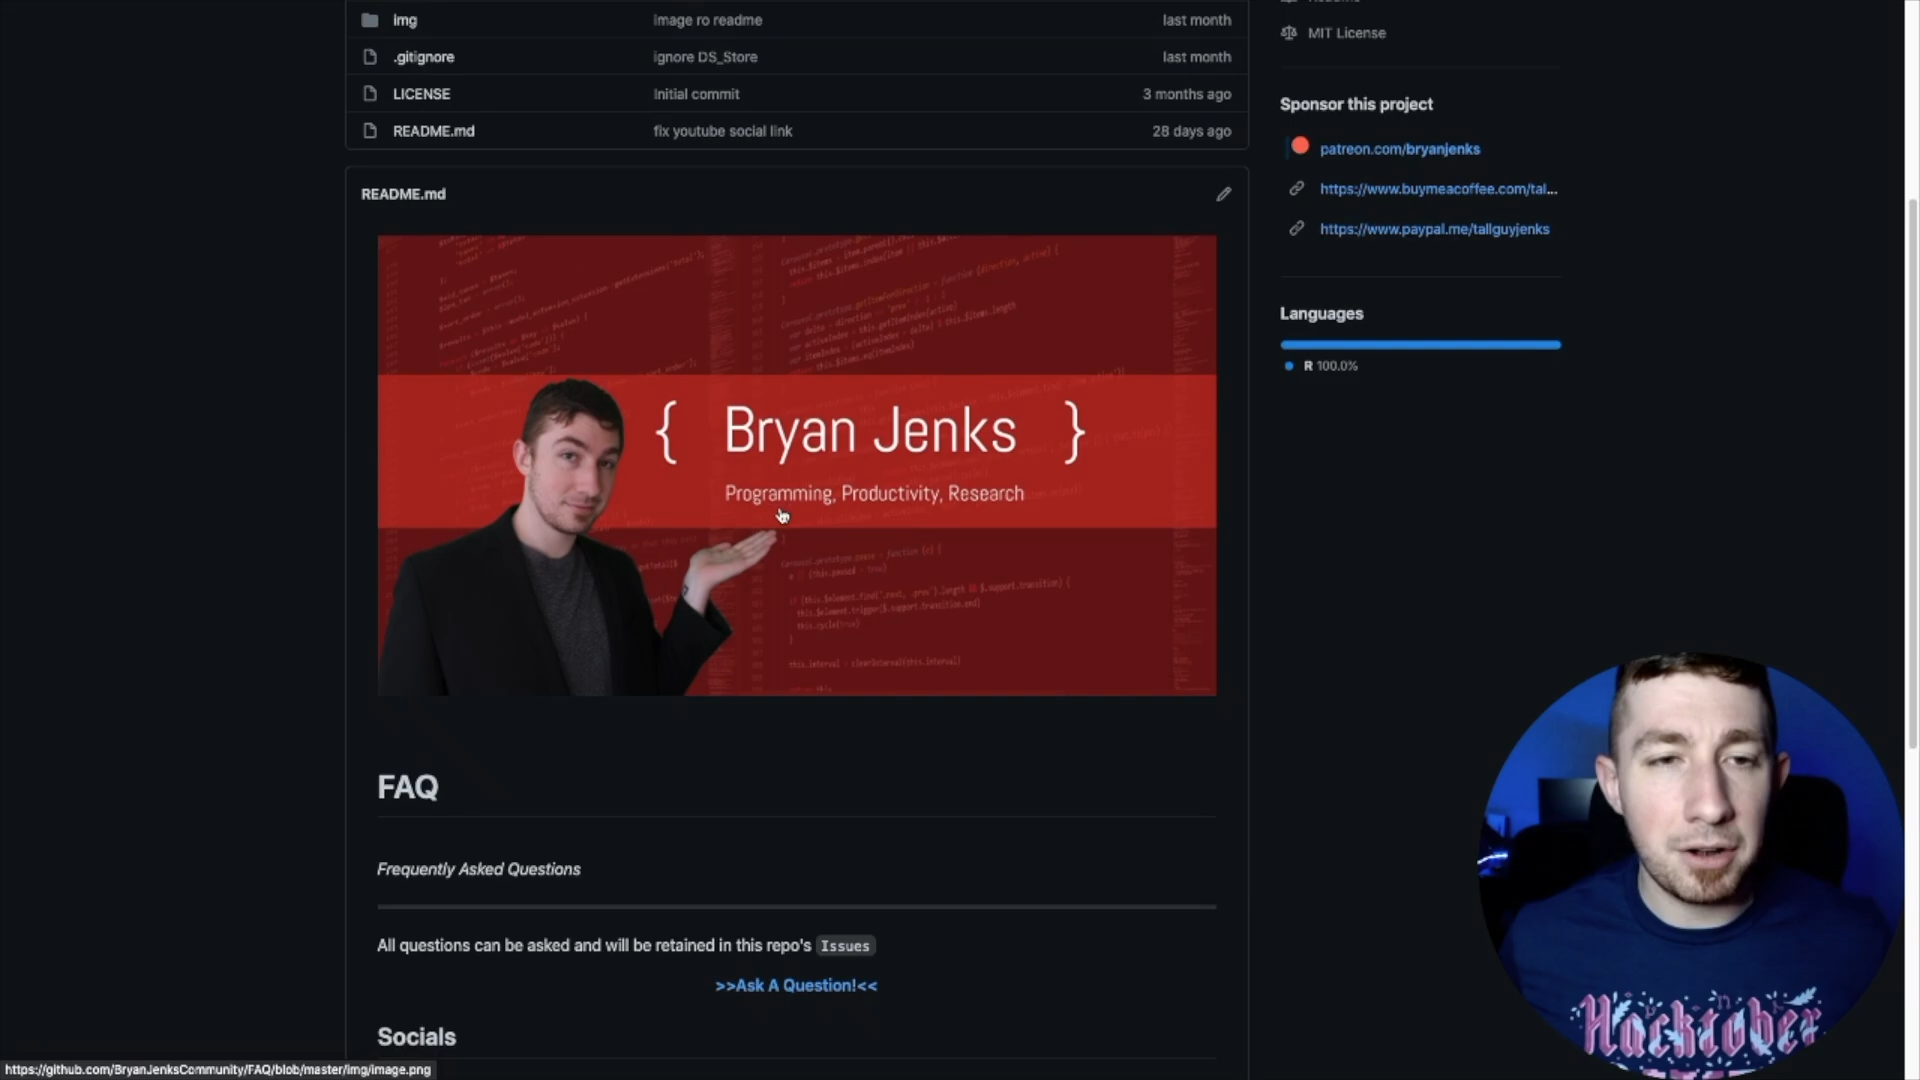 img Image ro readme last month
.gitignore ignore DS_Store last month
LICENSE Initial commit 3 months ago
README.md fix youtube social link 28 days ago
README.md
{ Bryan Jenks }
Programming, Productivity, Research
FAQ
Frequently Asked Questions
All questions can be asked and will be retained in this repo's Issues
>>Ask A Question!<<
Socials
MIT License
Sponsor this project
patreon.com/bryanjenks
https://www.buymeacoffee.com/tal...
https://www.paypal.me/tallguyjenks
Languages
R 100.0%
Hacktober
https://github.com/BryanJenksCommunity/FAQ/blob/master/img/image.png